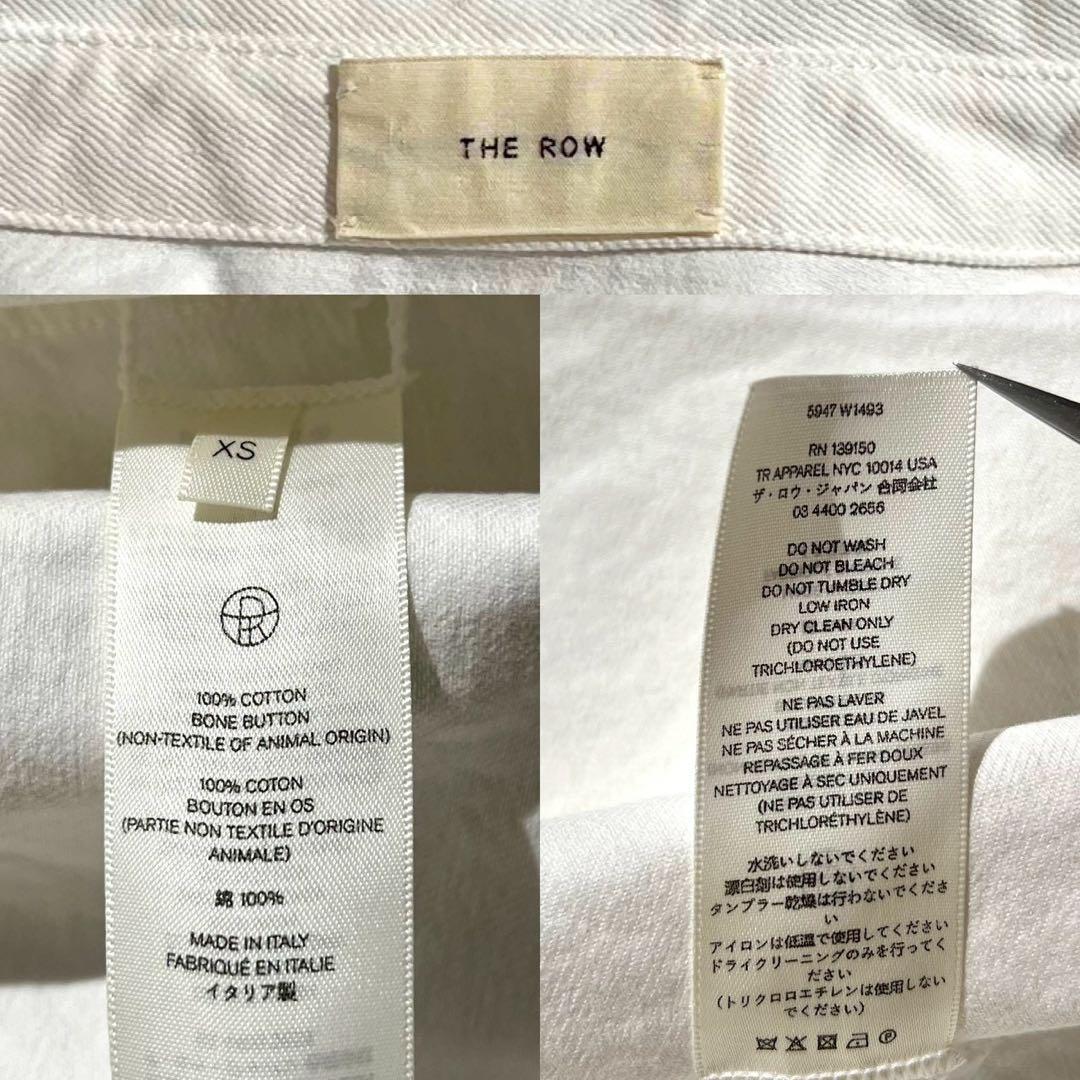 THE ROW
XS
100% COTTON
BONE BUTTON
(NON-TEXTILE OF ANIMAL ORIGIN)
100% COTON
BOUTON EN OS
(PARTIE NON TEXTILE D'ORIGINE
ANIMALE)
綿 100%
MADE IN ITALY
FABRIQUÉ EN ITALIE
イタリア製
5947 W1493
RN 139150
TR APPAREL NYC 10014 USA
ザ・ロウ・ジャパン 合同会社
03 4400 2656
DO NOT WASH
DO NOT BLEACH
DO NOT TUMBLE DRY
LOW IRON
DRY CLEAN ONLY
(DO NOT USE
TRICHLOROETHYLENE)
NE PAS LAVER
NE PAS UTILISER EAU DE JAVEL
NE PAS SÉCHER À LA MACHINE
REPASSAGE À FER DOUX
NETTOYAGE À SEC UNIQUEMENT
(NE PAS UTILISER DE
TRICHLORÉTHYLÈNE)
水洗いしないでください
漂白剤は使用しないでください
タンブラー乾燥は行わないでくださ
い
アイロンは低温で使用してください
ドライクリーニングのみを行ってく
ださい
(トリクロロエチレンは使用しない
でください)